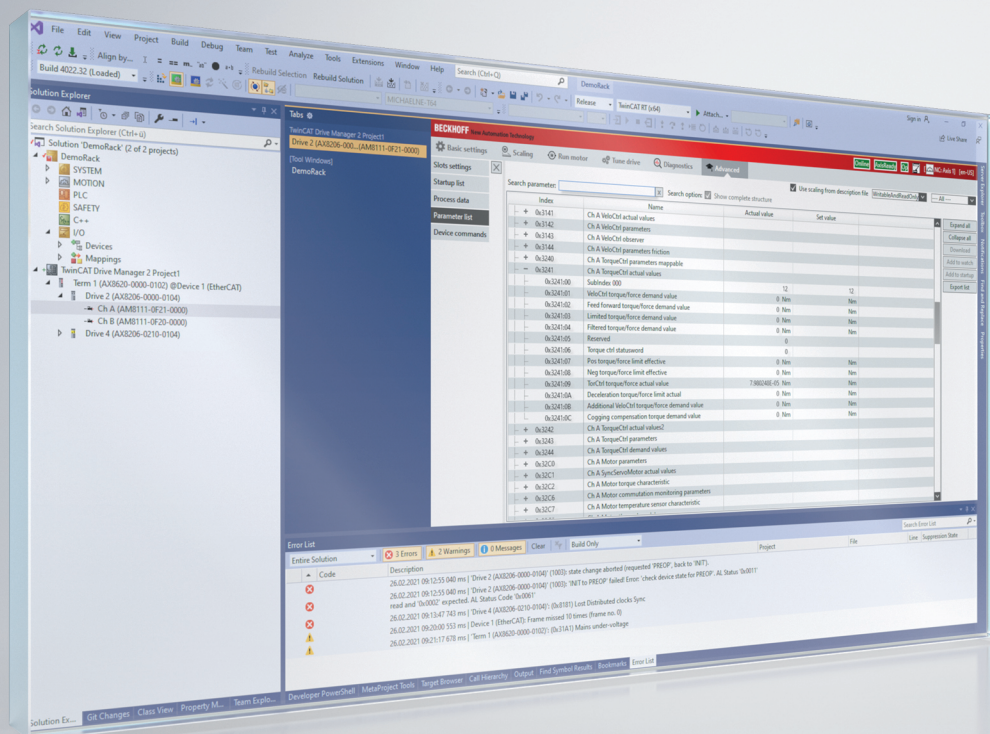 File Edit View Project Build Debug Team Test Analyze Tools Extensions Window Help Search (Ctrl+Q) DemoRack
Sign in
Live Share
Align by...
Rebuild Selection Rebuild Solution
Release TwinCAT RT (x64) Attach...
Build 4022.32 (Loaded)
MICHAELNE-764
Solution Explorer
Search Solution Explorer (Ctrl+ü)
Solution 'DemoRack' (2 of 2 projects)
DemoRack
SYSTEM
MOTION
PLC
SAFETY
C++
I/O
Devices
Mappings
TwinCAT Drive Manager 2 Project1
Term 1 (AX8620-0000-0102) @Device 1 (EtherCAT)
Drive 2 (AX8206-0000-0104)
Ch A (AM8111-0F21-0000)
Ch B (AM8111-0F20-0000)
Drive 4 (AX8206-0210-0104)
Tabs
TwinCAT Drive Manager 2 Project1
Drive 2 (AX8206-000...(AM8111-0F21-0000)
[Tool Windows]
DemoRack
BECKHOFF New Automation Technology
Basic settings Scaling Run motor Tune drive Diagnostics Advanced
Slots settings
Startup list
Process data
Parameter list
Device commands
Search parameter: Search options Show complete structure
Use scaling from description file WritableAndReadOnly --- All ---
Index Name Actual value Set value
0x3141 Ch A VeloCtrl actual values
0x3142 Ch A VeloCtrl parameters
0x3143 Ch A VeloCtrl observer
0x3144 Ch A VeloCtrl parameters friction
0x3240 Ch A TorqueCtrl parameters mappable
0x3241 Ch A TorqueCtrl actual values
0x3241:00 SubIndex 000 12 12
0x3241:01 VeloCtrl torque/force demand value 0 Nm Nm
0x3241:02 Feed forward torque/force demand value 0 Nm Nm
0x3241:03 Limited torque/force demand value 0 Nm Nm
0x3241:04 Filtered torque/force demand value 0 Nm Nm
0x3241:05 Reserved 0
0x3241:06 Torque ctrl statusword 0
0x3241:07 Pos torque/force limit effective 0 Nm Nm
0x3241:08 Neg torque/force limit effective 0 Nm Nm
0x3241:09 TorCtrl torque/force actual value 7.980248E-05 Nm Nm
0x3241:0A Deceleration torque/force limit actual 0 Nm Nm
0x3241:0B Additional VeloCtrl torque/force demand value 0 Nm Nm
0x3241:0C Cogging compensation torque demand value 0 Nm Nm
0x3242 Ch A TorqueCtrl actual values2
0x3243 Ch A TorqueCtrl parameters
0x3244 Ch A TorqueCtrl demand values
0x32C0 Ch A Motor parameters
0x32C1 Ch A SyncServoMotor actual values
0x32C2 Ch A Motor torque characteristic
0x32C6 Ch A Motor commutation monitoring parameters
0x32C7 Ch A Motor temperature sensor characteristic
Expand all
Collapse all
Download
Add to watch
Add to startup
Export list
Server Explorer Toolbox Notifications Find and Replace Properties
Error List
Search Error List
Entire Solution 3 Errors 2 Warnings 0 Messages Clear Build Only
Code Description Project File Line Suppression State
26.02.2021 09:12:55 040 ms | 'Drive 2 (AX8206-0000-0104)' (1003): state change aborted (requested 'PREOP', back to 'INIT').
26.02.2021 09:12:55 040 ms | 'Drive 2 (AX8206-0000-0104)' (1003): 'INIT to PREOP' failed! Error: 'check device state for PREOP'. AL Status '0x0011'
read and '0x0002' expected. AL Status Code '0x0061'
26.02.2021 09:13:47 743 ms | 'Drive 4 (AX8206-0210-0104)': (0x8181) Lost Distributed clocks Sync
26.02.2021 09:20:00 553 ms | Device 1 (EtherCAT): Frame missed 10 times (frame no. 0)
26.02.2021 09:21:17 678 ms | 'Term 1 (AX8620-0000-0102)': (0x31A1) Mains under-voltage
Developer PowerShell MetaProject Tools Target Browser Call Hierarchy Output Find Symbol Results Bookmarks Error List
Solution Ex... Git Changes Class View Property M... Team Explo...